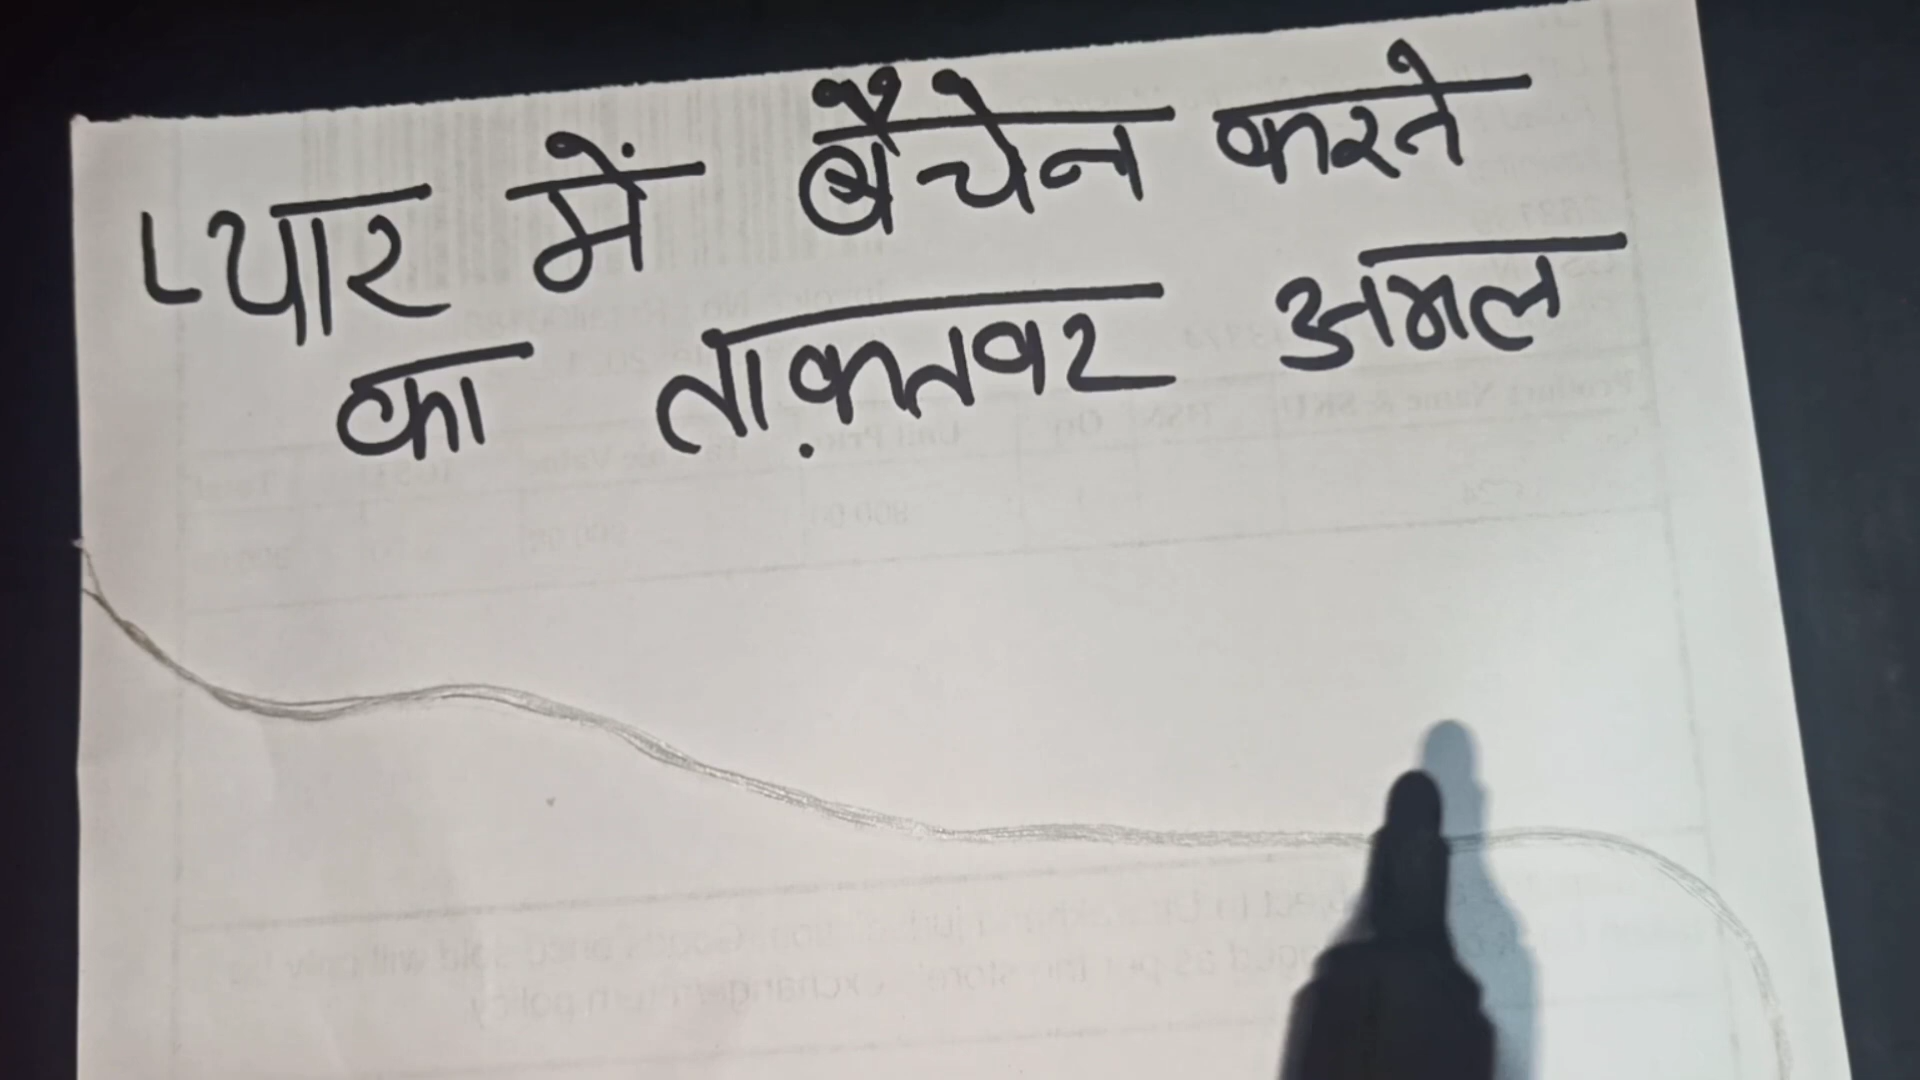 प्यार में बैचेन करने
का ताक़तवर अमल